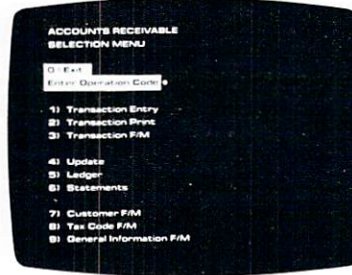 ACCOUNTS RECEIVABLE
SELECTION MENU
0 = Exit
Enter Operation Code
1) Transaction Entry
2) Transaction Print
3) Transaction F/M
4) Update
5) Ledger
6) Statements
7) Customer F/M
8) Tax Code F/M
9) General Information F/M